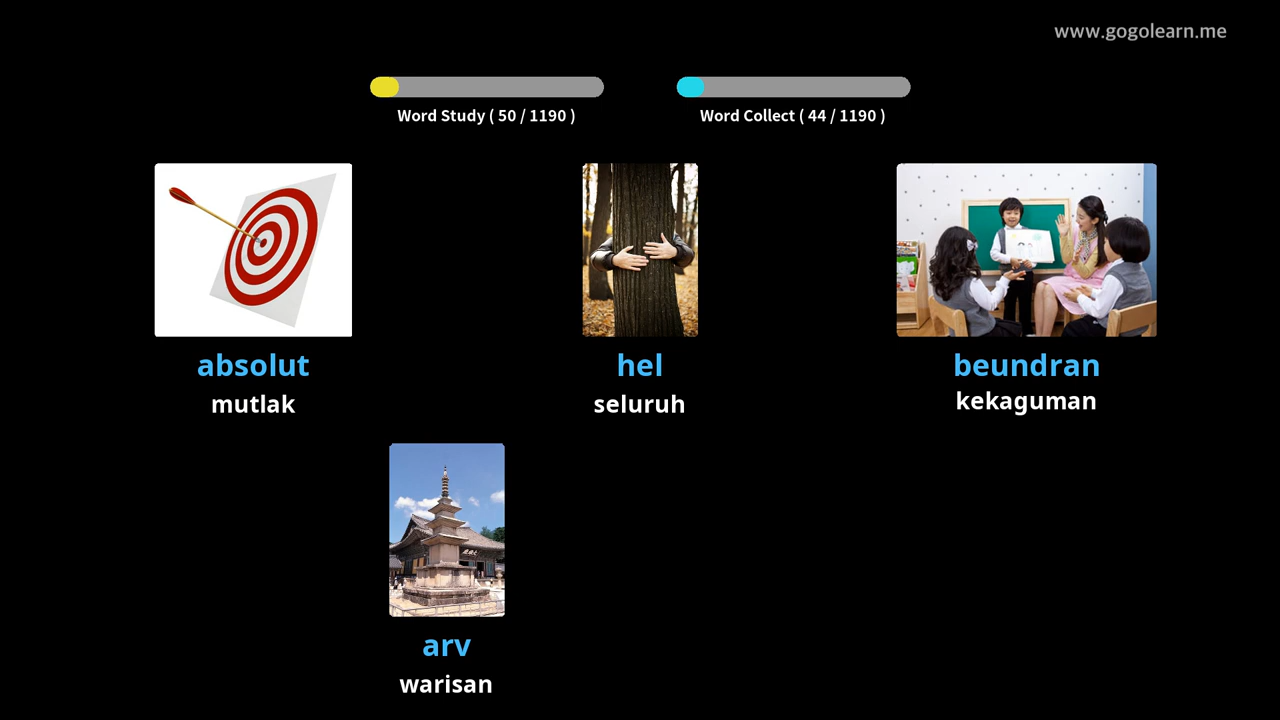 www.gogolearn.me
Word Study ( 50 / 1190 )
Word Collect ( 44 / 1190 )
absolut
mutlak
hel
seluruh
beundran
kekaguman
arv
warisan